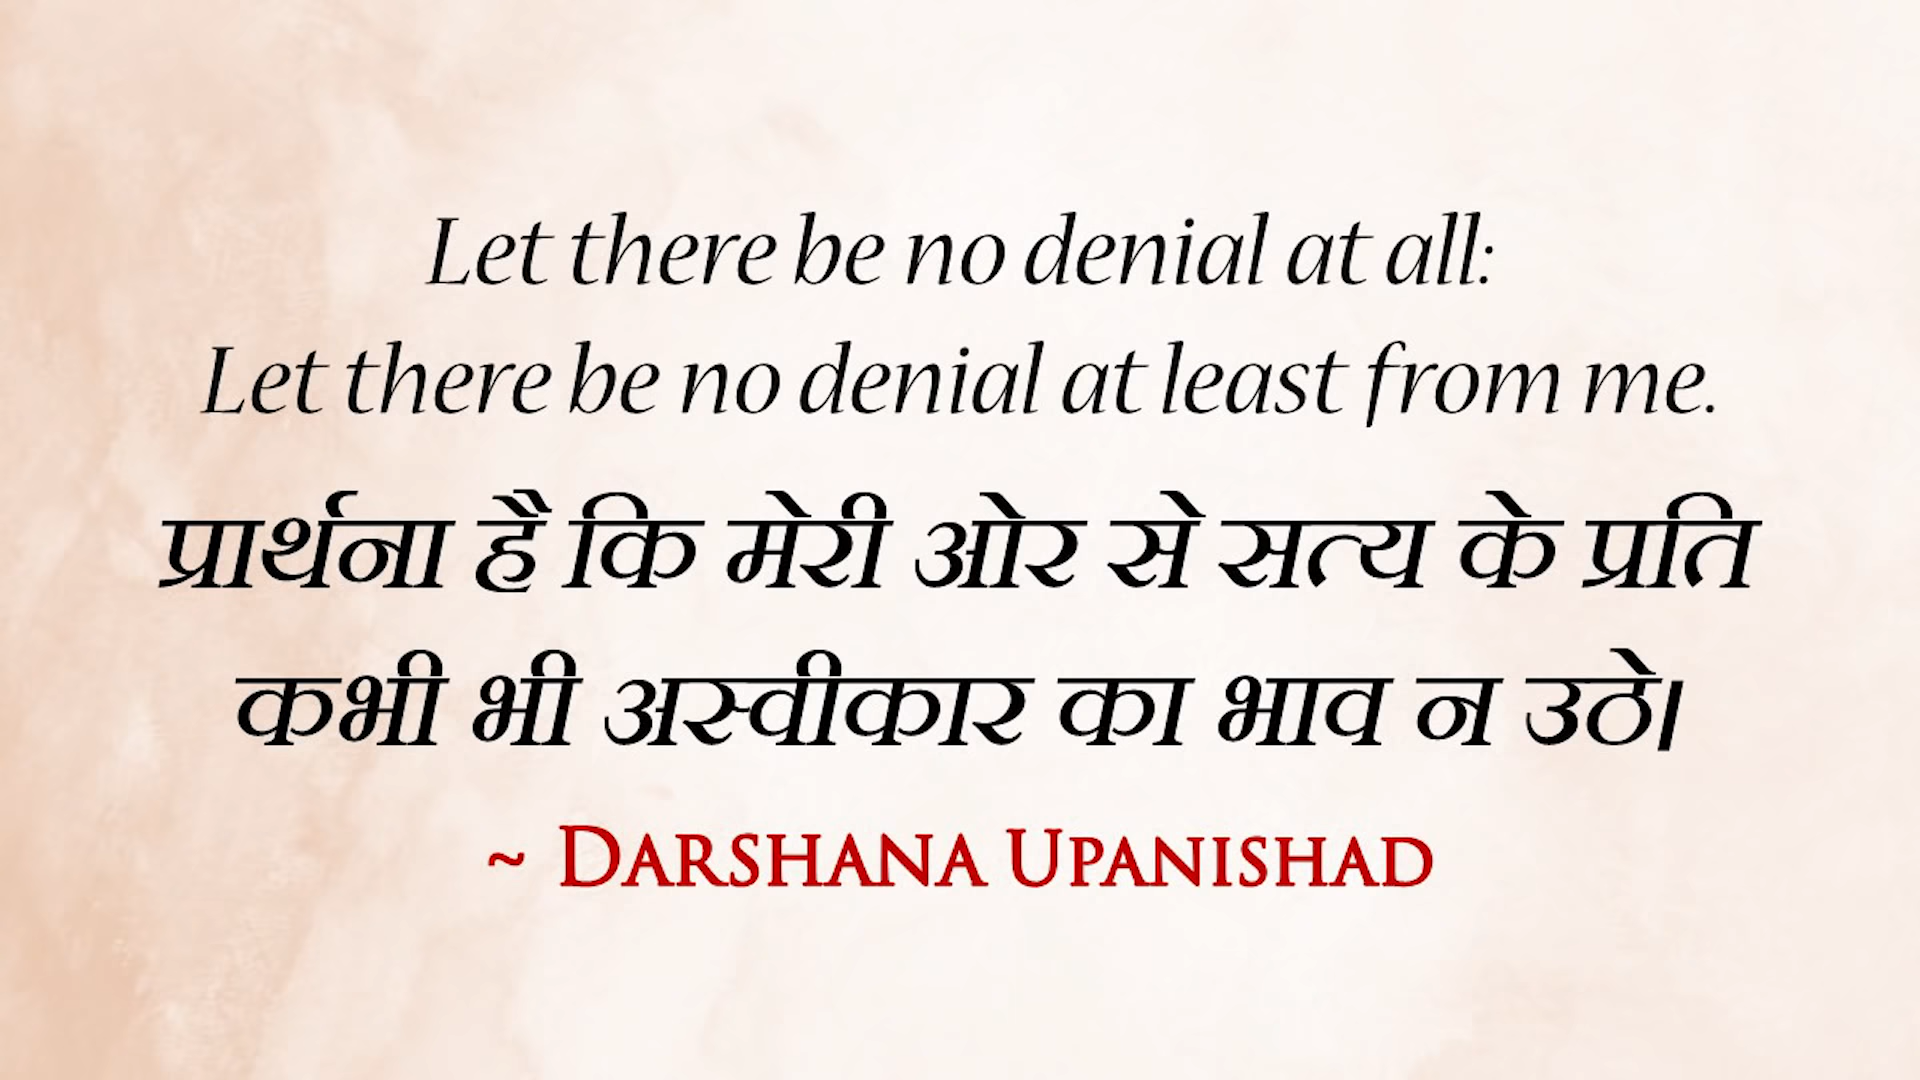 Let there be no denial at all:
Let there be no denial at least from me.
प्रार्थना है कि मेरी ओर से सत्य के प्रति
कभी भी अस्वीकार का भाव न उठे।
~ DARSHANA UPANISHAD